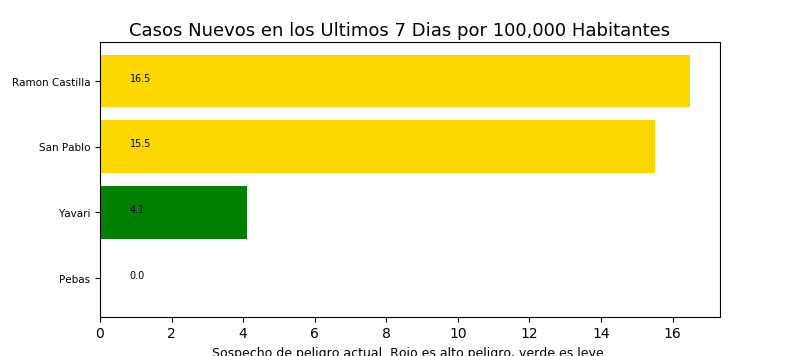 Casos Nuevos en los Ultimos 7 Dias por 100,000 Habitantes
Ramon Castilla 16.5
San Pablo 15.5
Yavari 4.1
Pebas 0.0
0 2 4 6 8 10 12 14 16
Sospecho de peligro actual. Rojo es alto peligro, verde es leve